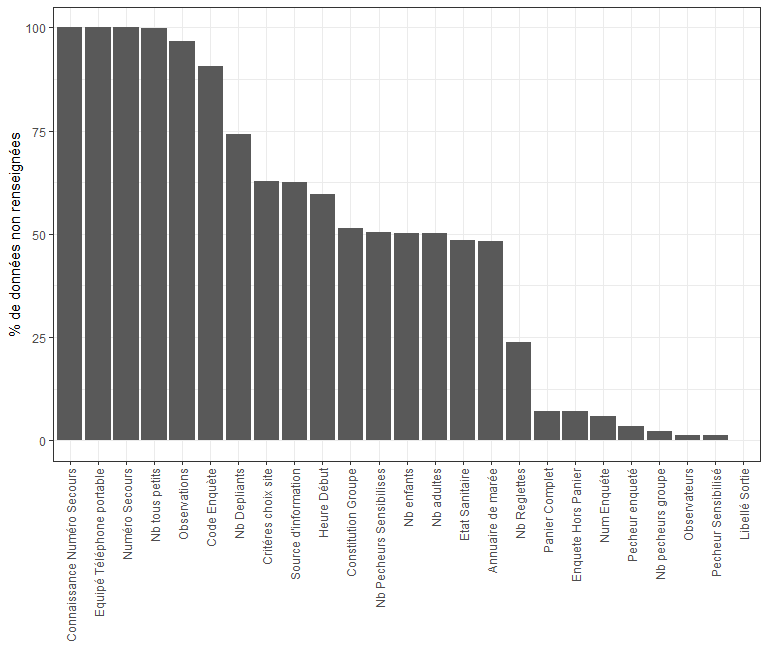 % de données non renseignées
100
75
50
25
0
Connaissance Numéro Secours
Equipé Téléphone portable
Numéro Secours
Nb tous petits
Observations
Code Enquète
Nb Depliants
Critères choix site
Source d'information
Heure Début
Constitution Groupe
Nb Pecheurs Sensibilises
Nb enfants
Nb adultes
Etat Sanitaire
Annuaire de marée
Nb Reglettes
Panier Complet
Enquete Hors Panier
Num Enquéte
Pecheur enqueté
Nb pecheurs groupe
Observateurs
Pecheur Sensibilisé
Libellé Sortie